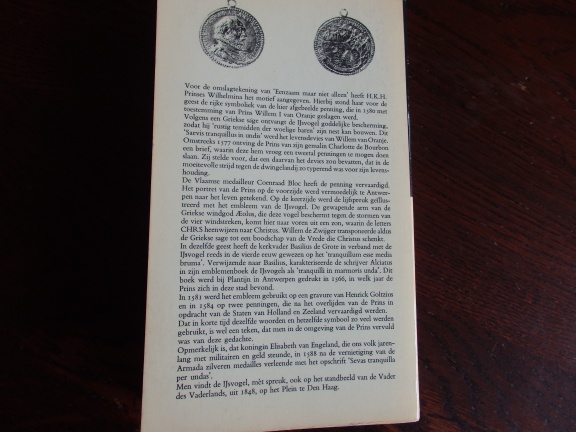 Voor de omslagtekening van 'Eenzaam maar niet alleen' heeft H.K.H.
Prinses Wilhelmina het motief aangegeven. Hierbij stond haar voor de
geest de rijke symboliek van de hier afgebeelde penning, die in 1580 met
toestemming van Prins Willem I van Oranje geslagen werd.
Volgens een Griekse sage ontvangt de IJsvogel goddelijke bescherming,
zodat hij 'rustig temidden der woelige baren' zijn nest kan bouwen. Dit
'Saevis tranquillus in undis' werd het levensdevies van Willem van Oranje.
Omstreeks 1577 ontving de Prins van zijn gemalin Charlotte de Bourbon
een brief, waarin deze hem vroeg een tweetal penningen te mogen doen
slaan. Zij stelde voor, dat een daarvan het devies zou bevatten, dat in de
moeitevolle strijd tegen de dwingelandij zo typerend was voor zijn levens-
houding.
De Vlaamse medailleur Coenraad Bloc heeft de penning vervaardigd.
Het portret van de Prins op de voorzijde werd vermoedelijk te Antwer-
pen naar het leven getekend. Op de keerzijde werd de lijfspreuk geïllus-
treerd met het embleem van de IJsvogel. De gewapende arm van de
Griekse windgod Æolus, die deze vogel beschermt tegen de stormen van
de vier windstreken, komt hier naar voren uit een zon, waarin de letters
CHRS heenwijzen naar Christus. Willem de Zwijger transponeerde aldus
de Griekse sage tot een boodschap van de Vrede die Christus schenkt.
In dezelfde geest heeft de kerkvader Basilius de Grote in verband met de
IJsvogel reeds in de vierde eeuw gewezen op het 'tranquillum esse mediis
bruma'. Verwijzende naar Basilius, karakteriseerde de schrijver Alciatus
in zijn emblemenboek de IJsvogels als 'tranquilli in marmoris unda'. Dit
boek werd bij Plantijn in Antwerpen gedrukt in 1566, in welk jaar de
Prins zich in deze stad bevond.
In 1581 werd het embleem gebruikt op een gravure van Henrick Goltzius
en in 1584 op twee penningen, die na het overlijden van de Prins in
opdracht van de Staten van Holland en Zeeland vervaardigd werden.
Dat in korte tijd dezelfde woorden en hetzelfde symbool zo veel werden
gebruikt, is wel een teken, dat men in de omgeving van de Prins vervuld
was van deze gedachte.
Opmerkelijk is, dat koningin Elisabeth van Engeland, die ons volk jaren-
lang met militairen en geld steunde, in 1588 na de vernietiging van de
Armada zilveren medailles verleende met het opschrift 'Sevas tranquilla
per undas'.
Men vindt de IJsvogel, mèt spreuk, ook op het standbeeld van de Vader
des Vaderlands, uit 1848, op het Plein te Den Haag.